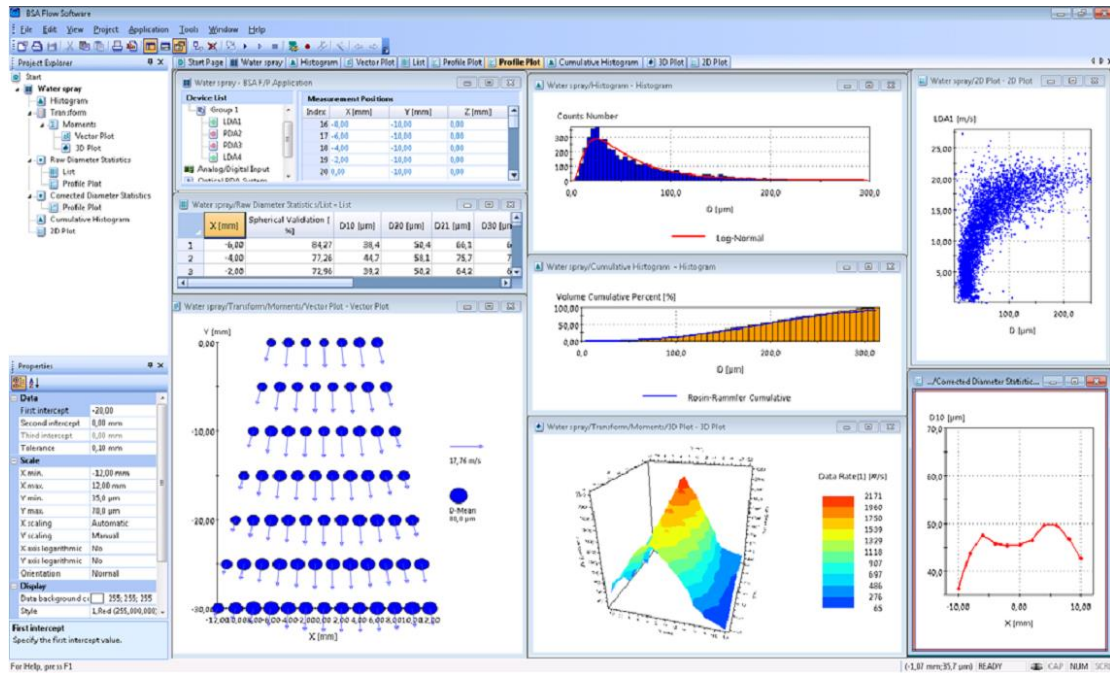 BSA Flow Software
File Edit View Project Application Tools Window Help
Project Explorer
Start Page Water spray Histogram Vector Plot List Profile Plot Profile Plot Cumulative Histogram 3D Plot 2D Plot
Start
Water spray
Histogram
Transform
Moments
Vector Plot
3D Plot
Raw Diameter Statistics
List
Profile Plot
Corrected Diameter Statistics
Profile Plot
Cumulative Histogram
2D Plot
Properties
Data
First intercept -20,00
Second intercept 0,00 mm
Third intercept 0,00 mm
Tolerance 0,10 mm
Scale
X min. -12,00 mm
X max. 12,00 mm
Y min. 35,0 µm
Y max. 70,0 µm
X scaling Automatic
Y scaling Manual
X axis logarithmic No
Y axis logarithmic No
Orientation Normal
Display
Data background 255; 255; 255
Style
First intercept
Specify the first intercept value.
For Help, press F1
Water spray - BSA F/P Application
Device List
Group 1
LDA1
PDA2
PDA3
LDA4
Analog/Digital Input
Measurement Positions
Index X [mm] Y [mm] Z [mm]
16 -8,00 -10,00 0,00
17 -6,00 -10,00 0,00
18 -4,00 -10,00 0,00
19 -2,00 -10,00 0,00
20 0,00 -10,00 0,00
Water spray/Raw Diameter Statistics/List - List
X [mm] Spherical Validation [%] D10 [µm] D20 [µm] D21 [µm] D30 [µm]
1 -6,00 84,27 38,4 50,4 66,1
2 -4,00 77,26 44,7 58,1 75,7
3 -2,00 72,96 39,2 50,2 64,2
Water spray/Transform/Moments/Vector Plot - Vector Plot
Y [mm]
0,00
-10,00
-20,00
-30,00
X [mm]
17,76 m/s
D-Mean
Water spray/Histogram - Histogram
Counts Number
300
200
100
0
0,0 100,0 200,0 300,0
D [µm]
Log-Normal
Water spray/Cumulative Histogram - Histogram
Volume Cumulative Percent [%]
100,00
50,00
0,00
0,0 100,0 200,0 300,0
D [µm]
Rosin-Rammler Cumulative
Water spray/Transform/Moments/3D Plot - 3D Plot
Data Rate(1) [#/s]
2171
1960
1750
1539
1329
1118
907
697
486
276
65
Water spray/2D Plot - 2D Plot
LDA1 [m/s]
25,00
20,00
15,00
10,00
5,00
100,0 200,0
D [µm]
.../Corrected Diameter Statistic...
D10 [µm]
70,0
60,0
50,0
40,0
-10,00 0,00 10,00
X [mm]
(-1,07 mm;35,7 µm) READY CAP NUM SCRL